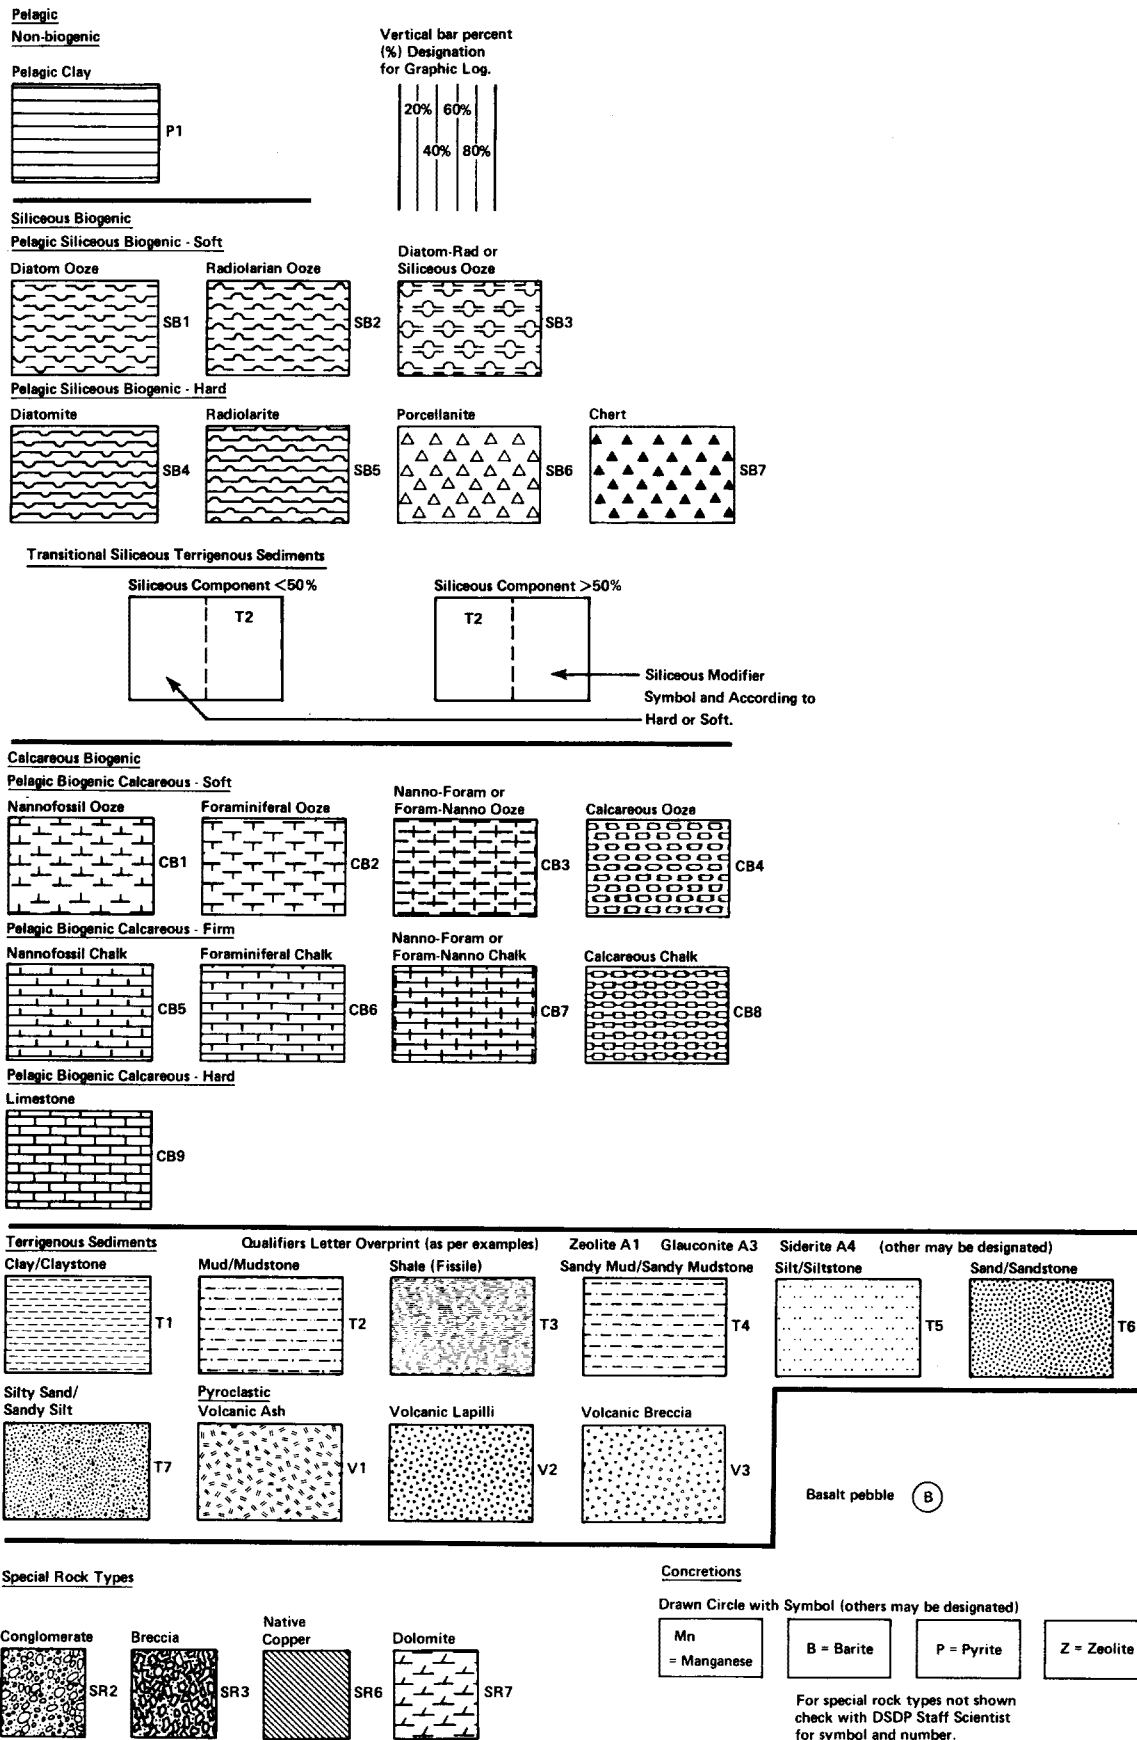 Pelagic
Non-biogenic
Pelagic Clay
P1
Vertical bar percent
(%) Designation
for Graphic Log.
20% 60%
40% 80%
Siliceous Biogenic
Pelagic Siliceous Biogenic - Soft
Diatom Ooze
SB1
Radiolarian Ooze
SB2
Diatom-Rad or
Siliceous Ooze
SB3
Pelagic Siliceous Biogenic - Hard
Diatomite
SB4
Radiolarite
SB5
Porcellanite
SB6
Chert
SB7
Transitional Siliceous Terrigenous Sediments
Siliceous Component <50%
T2
Siliceous Component >50%
T2
Siliceous Modifier
Symbol and According to
Hard or Soft.
Calcareous Biogenic
Pelagic Biogenic Calcareous - Soft
Nannofossil Ooze
CB1
Foraminiferal Ooze
CB2
Nanno-Foram or
Foram-Nanno Ooze
CB3
Calcareous Ooze
CB4
Pelagic Biogenic Calcareous - Firm
Nannofossil Chalk
CB5
Foraminiferal Chalk
CB6
Nanno-Foram or
Foram-Nanno Chalk
CB7
Calcareous Chalk
CB8
Pelagic Biogenic Calcareous - Hard
Limestone
CB9
Terrigenous Sediments
Qualifiers Letter Overprint (as per examples) Zeolite A1 Glauconite A3 Siderite A4 (other may be designated)
Clay/Claystone
T1
Mud/Mudstone
T2
Shale (Fissile)
T3
Sandy Mud/Sandy Mudstone
T4
Silt/Siltstone
T5
Sand/Sandstone
T6
Silty Sand/
Sandy Silt
T7
Pyroclastic
Volcanic Ash
V1
Volcanic Lapilli
V2
Volcanic Breccia
V3
Basalt pebble B
Special Rock Types
Conglomerate
SR2
Breccia
SR3
Native
Copper
SR6
Dolomite
SR7
Concretions
Drawn Circle with Symbol (others may be designated)
Mn
= Manganese
B = Barite
P = Pyrite
Z = Zeolite
For special rock types not shown
check with DSDP Staff Scientist
for symbol and number.